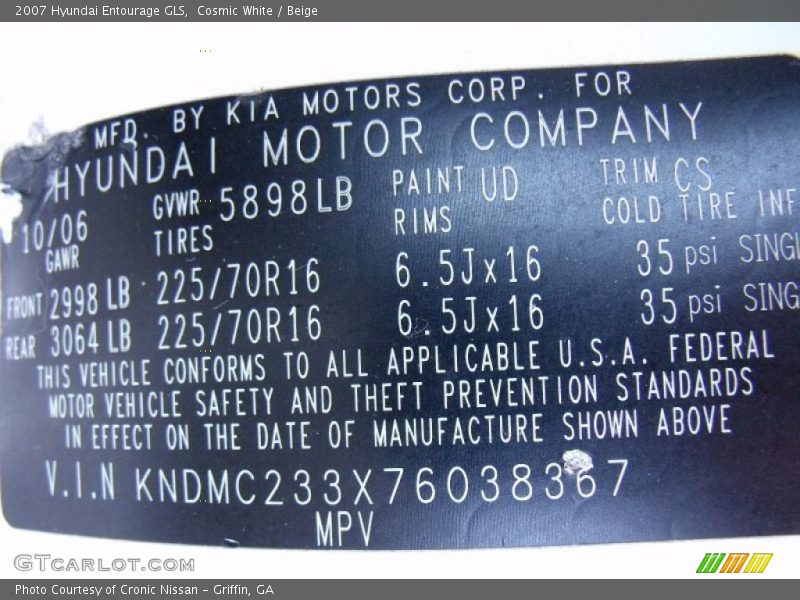 2007 Hyundai Entourage GLS, Cosmic White / Beige
MFD. BY KIA MOTORS CORP. FOR
HYUNDAI MOTOR COMPANY
10/06 GVWR 5898LB PAINT UD TRIM CS
GAWR TIRES RIMS COLD TIRE INF
FRONT 2998 LB 225/70R16 6.5Jx16 35 psi SINGL
REAR 3064 LB 225/70R16 6.5Jx16 35 psi SING
THIS VEHICLE CONFORMS TO ALL APPLICABLE U.S.A. FEDERAL
MOTOR VEHICLE SAFETY AND THEFT PREVENTION STANDARDS
IN EFFECT ON THE DATE OF MANUFACTURE SHOWN ABOVE
V.I.N KNDMC233X76038367
MPV
GTCARLOT.COM
Photo Courtesy of Cronic Nissan - Griffin, GA